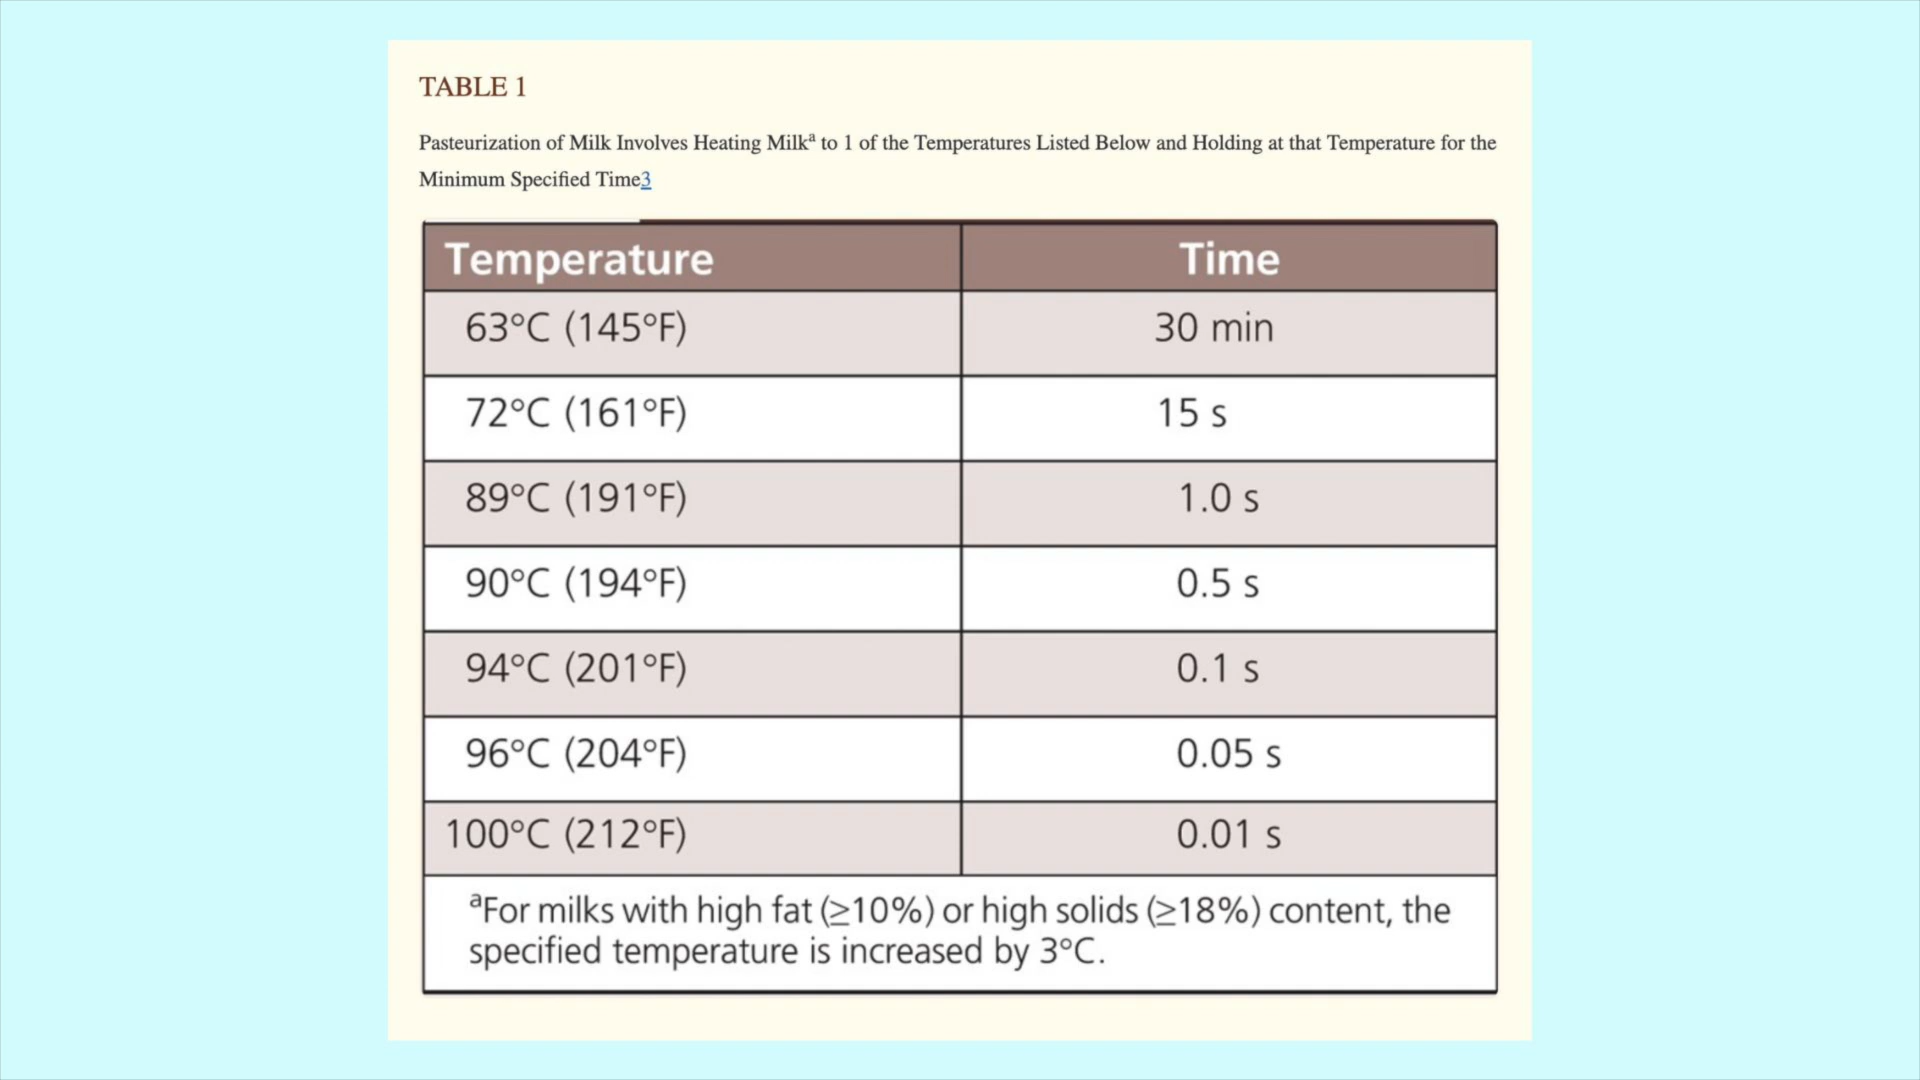 TABLE 1
Pasteurization of Milk Involves Heating Milkª to 1 of the Temperatures Listed Below and Holding at that Temperature for the
Minimum Specified Time3
Temperature Time
63°C (145°F) 30 min
72°C (161°F) 15 s
89°C (191°F) 1.0 s
90°C (194°F) 0.5 s
94°C (201°F) 0.1 s
96°C (204°F) 0.05 s
100°C (212°F) 0.01 s
ªFor milks with high fat (≥10%) or high solids (≥18%) content, the
specified temperature is increased by 3°C.